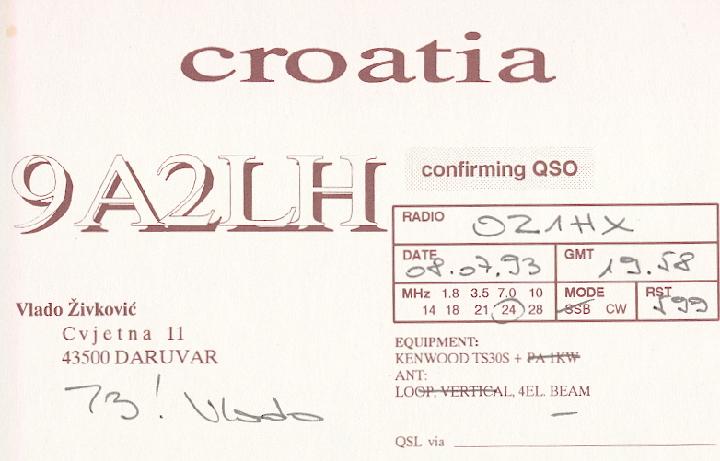 croatia
9A2LH
confirming QSO
RADIO OZ1HX
DATE 08.07.93 GMT 19.58
MHz 1.8 3.5 7.0 10 MODE RST
14 18 21 24 28 SSB CW 599
Vlado Živković
Cvjetna 11
43500 DARUVAR
73! Vlado
EQUIPMENT:
KENWOOD TS30S + PA 1KW
ANT:
LOOP, VERTICAL, 4EL. BEAM
QSL via